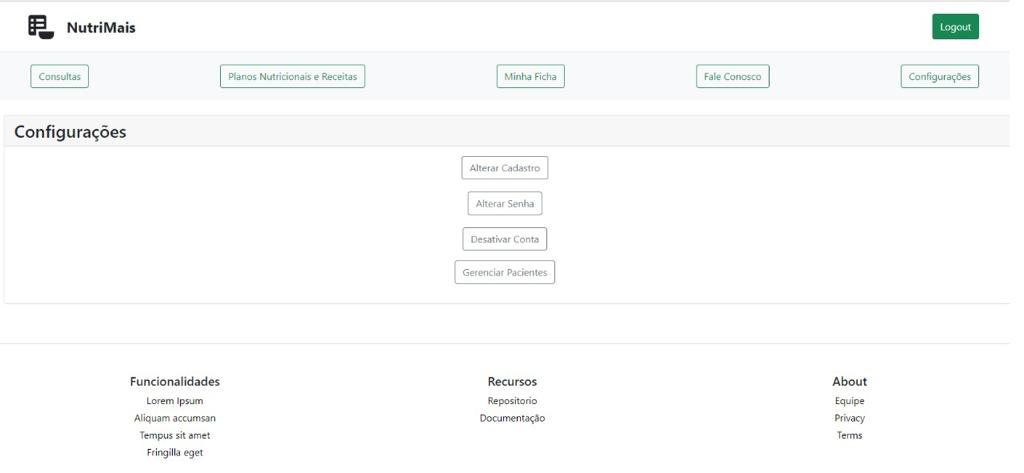 NutriMais
Logout
Consultas
Planos Nutricionais e Receitas
Minha Ficha
Fale Conosco
Configurações
Configurações
Alterar Cadastro
Alterar Senha
Desativar Conta
Gerenciar Pacientes
Funcionalidades
Lorem Ipsum
Aliquam accumsan
Tempus sit amet
Fringilla eget
Recursos
Repositorio
Documentação
About
Equipe
Privacy
Terms